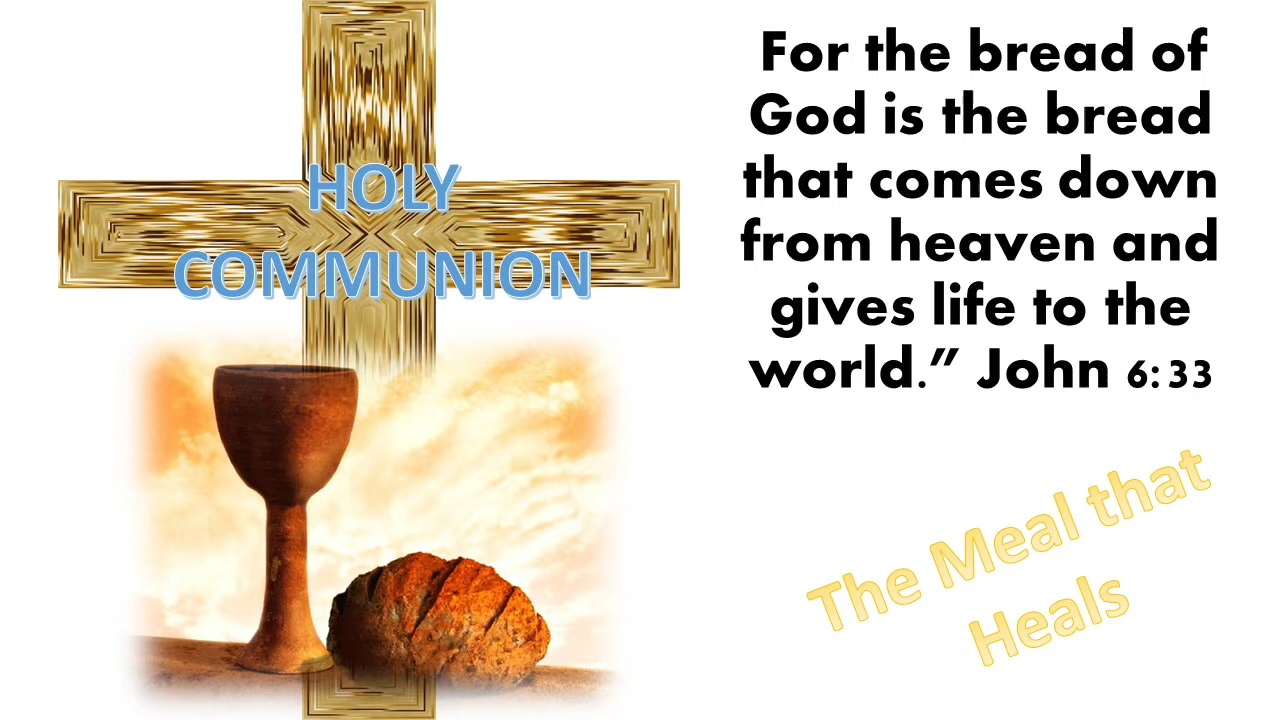 HOLY
COMMUNION
For the bread of
God is the bread
that comes down
from heaven and
gives life to the
world.” John 6:33
The Meal that
Heals